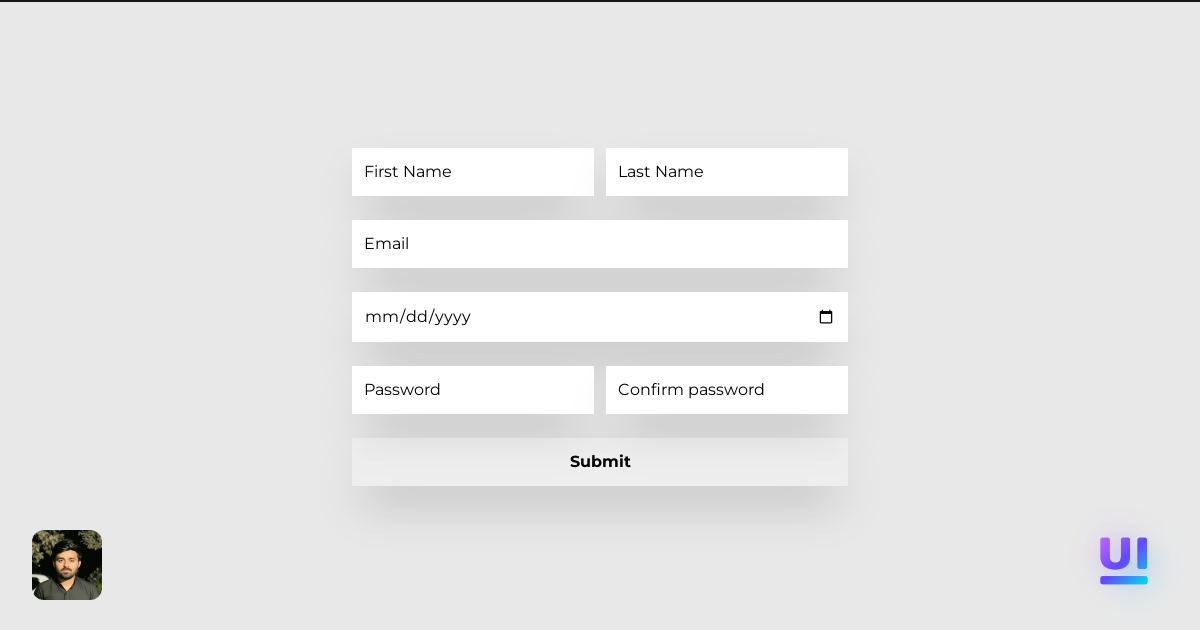 First Name Last Name
Email
mm/dd/yyyy
Password Confirm password
Submit
UI